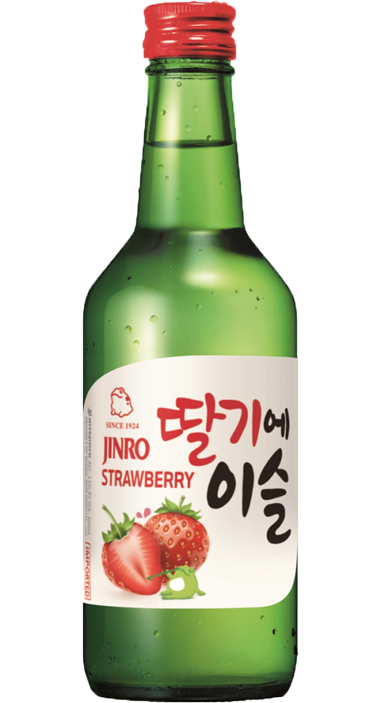 SINCE 1924
JINRO
STRAWBERRY
딸기에
이슬
[IMPORTED]